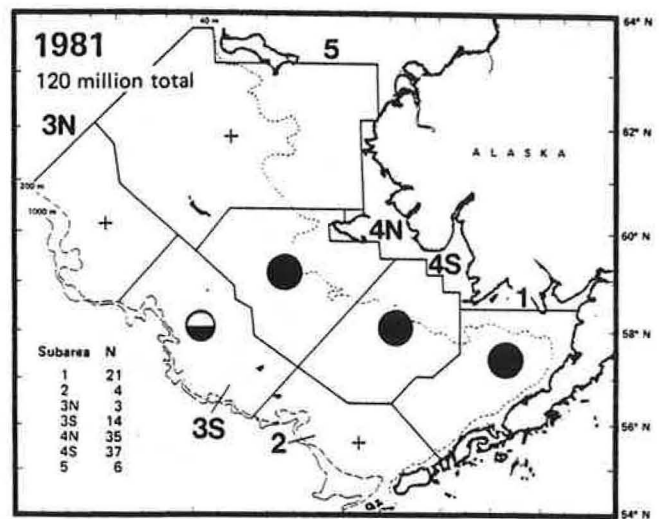 1981
120 million total
40 m
5
64° N
3N
62° N
ALASKA
200 m
1000 m
4N
60° N
4S
1
58° N
Subarea N
1 21
2 4
3N 3
3S 14
4N 35
4S 37
5 6
3S
2
56° N
54° N